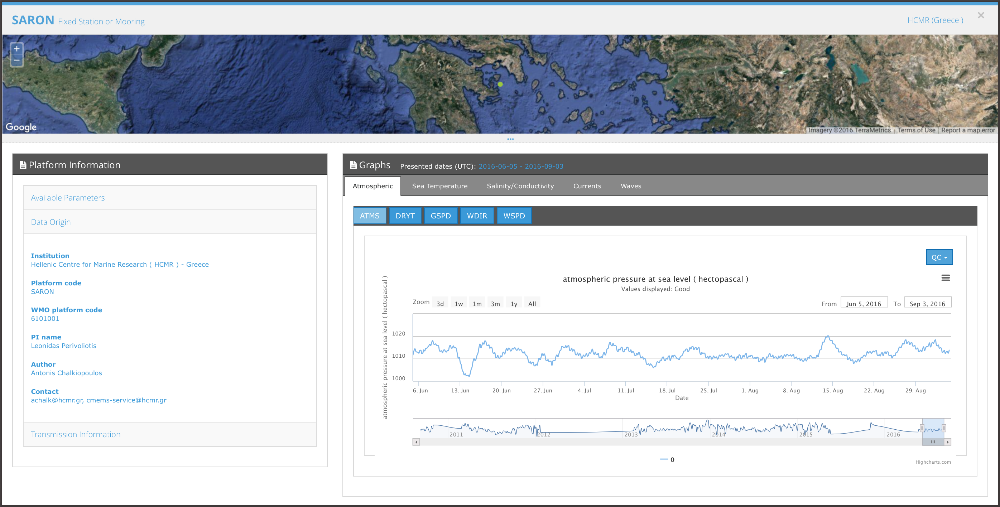 SARON Fixed Station or Mooring
HCMR (Greece )
×
+
−
Google
Imagery ©2016 TerraMetrics | Terms of Use | Report a map error
Platform Information
Available Parameters
Data Origin
Institution
Hellenic Centre for Marine Research ( HCMR ) - Greece
Platform code
SARON
WMO platform code
6101001
PI name
Leonidas Perivoliotis
Author
Antonis Chalkiopoulos
Contact
achalk@hcmr.gr, cmems-service@hcmr.gr
Transmission Information
Graphs Presented dates (UTC): 2016-06-05 - 2016-09-03
Atmospheric Sea Temperature Salinity/Conductivity Currents Waves
ATMS DRYT GSPD WDIR WSPD
QC
atmospheric pressure at sea level ( hectopascal )
Values displayed: Good
Zoom 3d 1w 1m 3m 1y All
From Jun 5, 2016 To Sep 3, 2016
atmospheric pressure at sea level ( hectopascal )
1020
1010
1000
6. Jun 13. Jun 20. Jun 27. Jun 4. Jul 11. Jul 18. Jul 25. Jul 1. Aug 8. Aug 15. Aug 22. Aug 29. Aug
Date
2011 2012 2013 2014 2015 2016
0
Highcharts.com